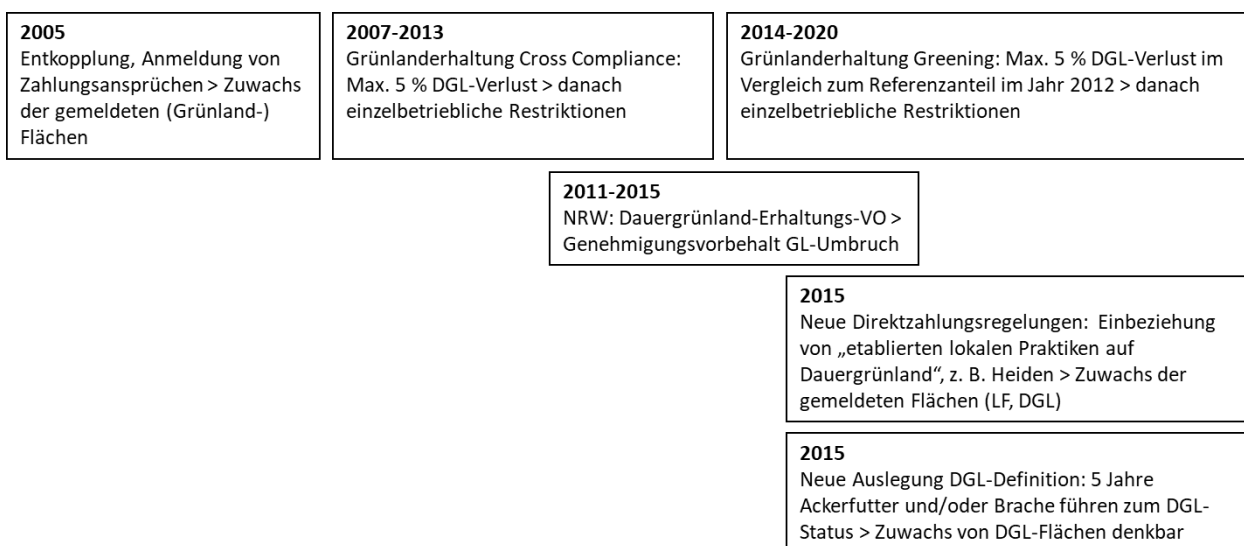 2005
Entkopplung, Anmeldung von
Zahlungsansprüchen > Zuwachs
der gemeldeten (Grünland-)
Flächen
2007-2013
Grünlanderhaltung Cross Compliance:
Max. 5 % DGL-Verlust > danach
einzelbetriebliche Restriktionen
2014-2020
Grünlanderhaltung Greening: Max. 5 % DGL-Verlust im
Vergleich zum Referenzanteil im Jahr 2012 > danach
einzelbetriebliche Restriktionen
2011-2015
NRW: Dauergrünland-Erhaltungs-VO >
Genehmigungsvorbehalt GL-Umbruch
2015
Neue Direktzahlungsregelungen: Einbeziehung
von „etablierten lokalen Praktiken auf
Dauergrünland“, z. B. Heiden > Zuwachs der
gemeldeten Flächen (LF, DGL)
2015
Neue Auslegung DGL-Definition: 5 Jahre
Ackerfutter und/oder Brache führen zum DGL-
Status > Zuwachs von DGL-Flächen denkbar